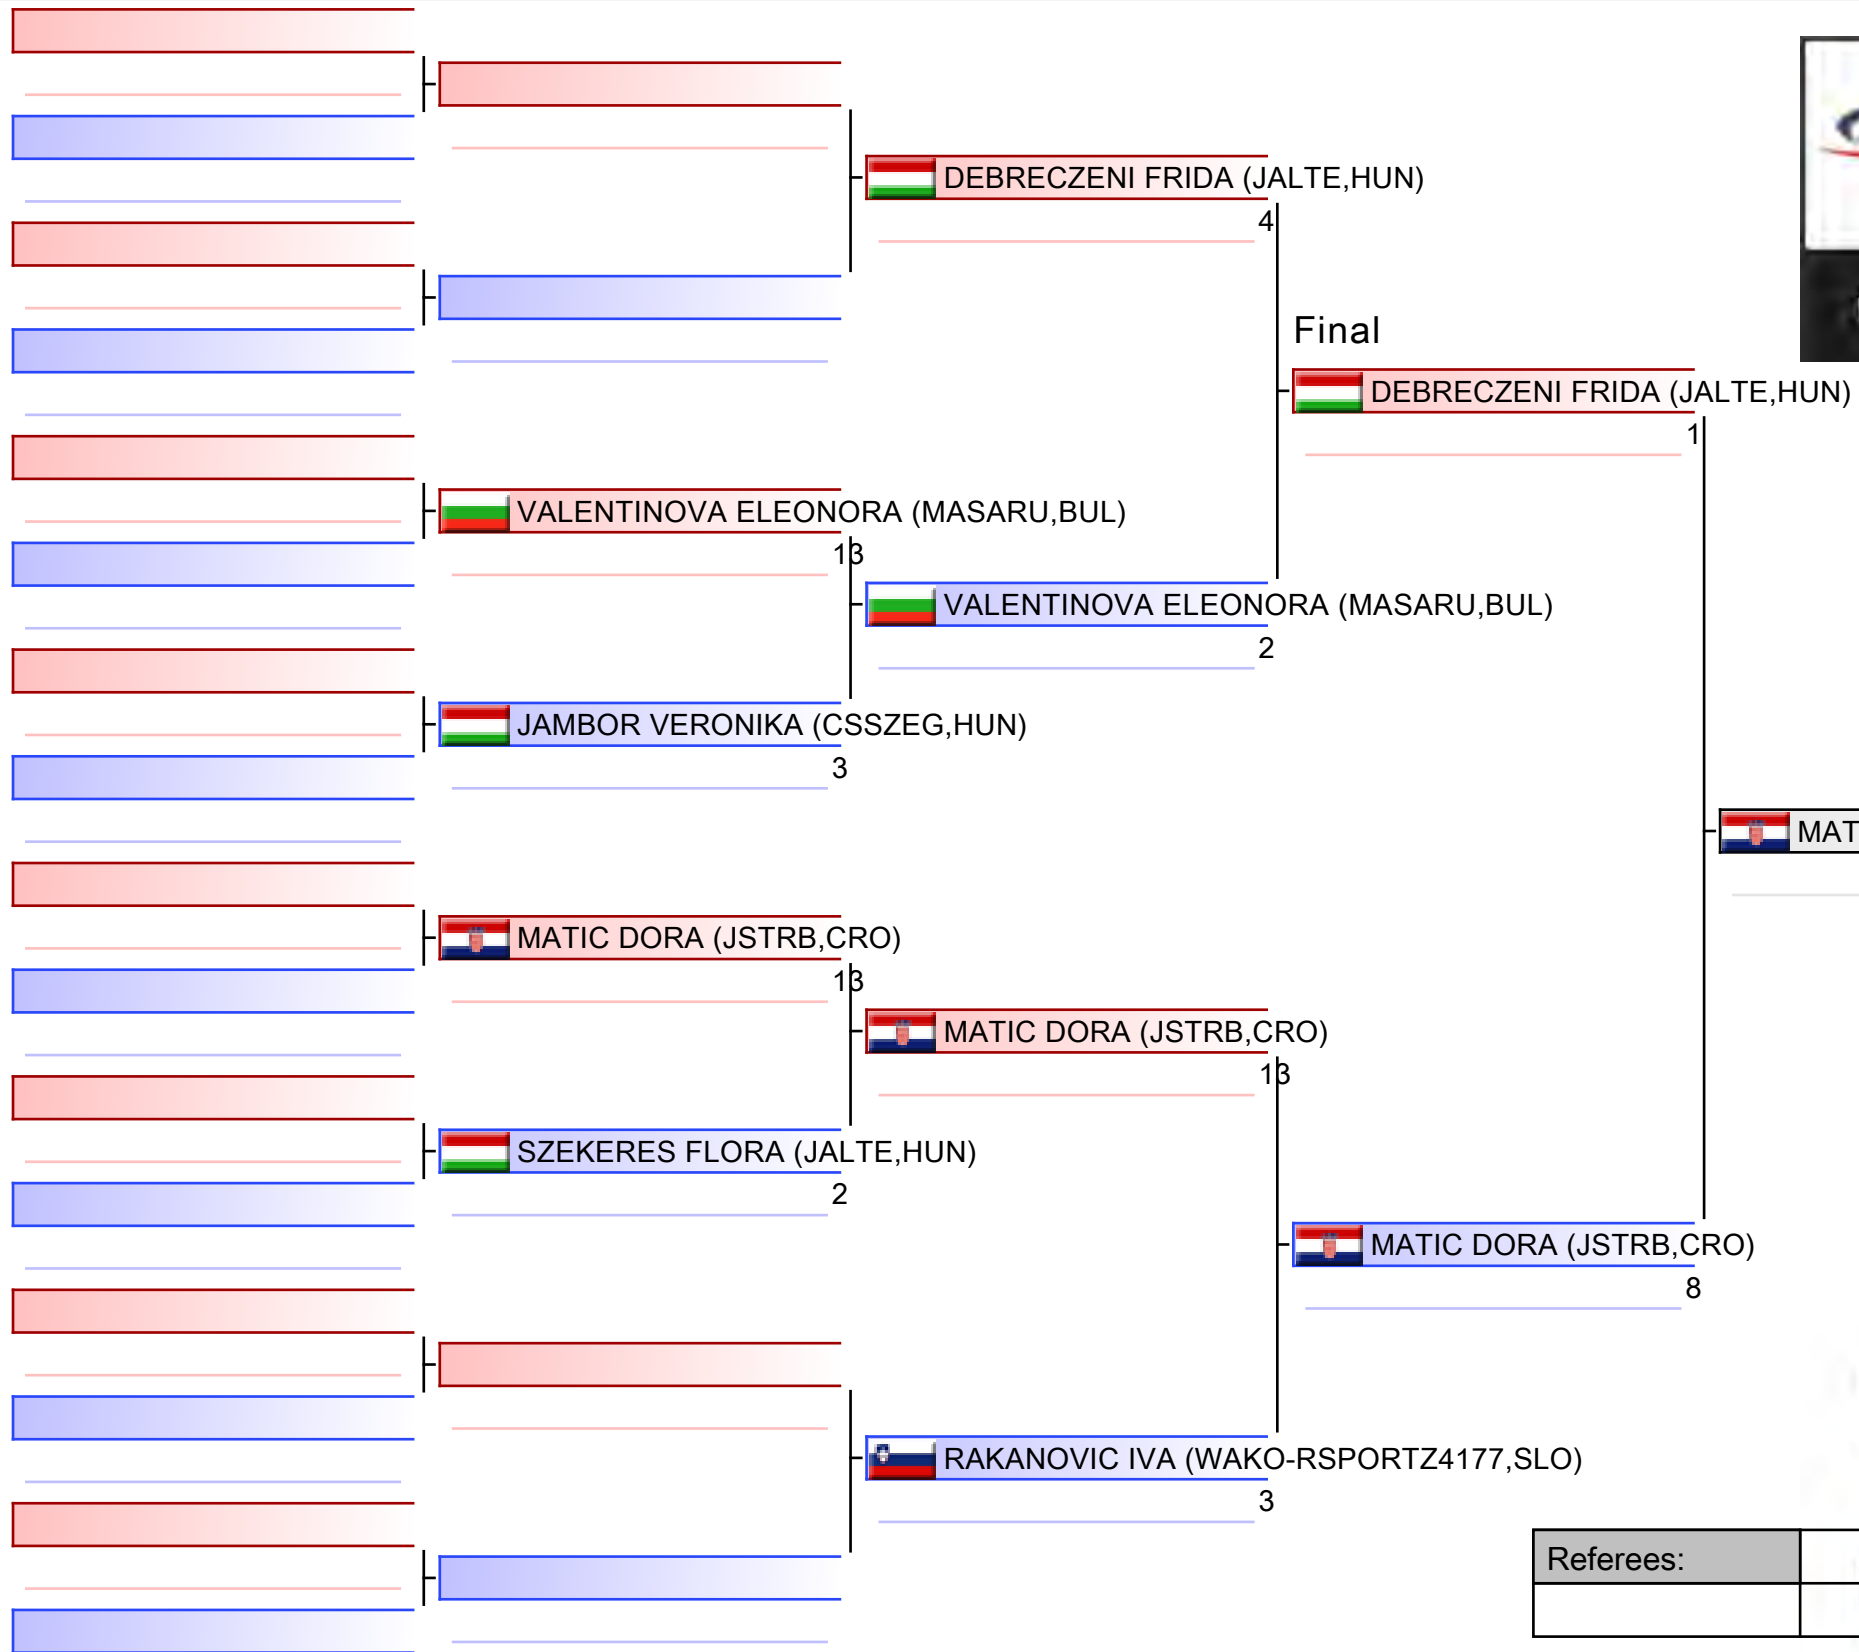 DEBRECZENI FRIDA (JALTE,HUN)
4
Final
DEBRECZENI FRIDA (JALTE,HUN)
1
VALENTINOVA ELEONORA (MASARU,BUL)
13
VALENTINOVA ELEONORA (MASARU,BUL)
2
JAMBOR VERONIKA (CSSZEG,HUN)
3
MAT
MATIC DORA (JSTRB,CRO)
13
MATIC DORA (JSTRB,CRO)
13
SZEKERES FLORA (JALTE,HUN)
2
MATIC DORA (JSTRB,CRO)
8
RAKANOVIC IVA (WAKO-RSPORTZ4177,SLO)
3
Referees: